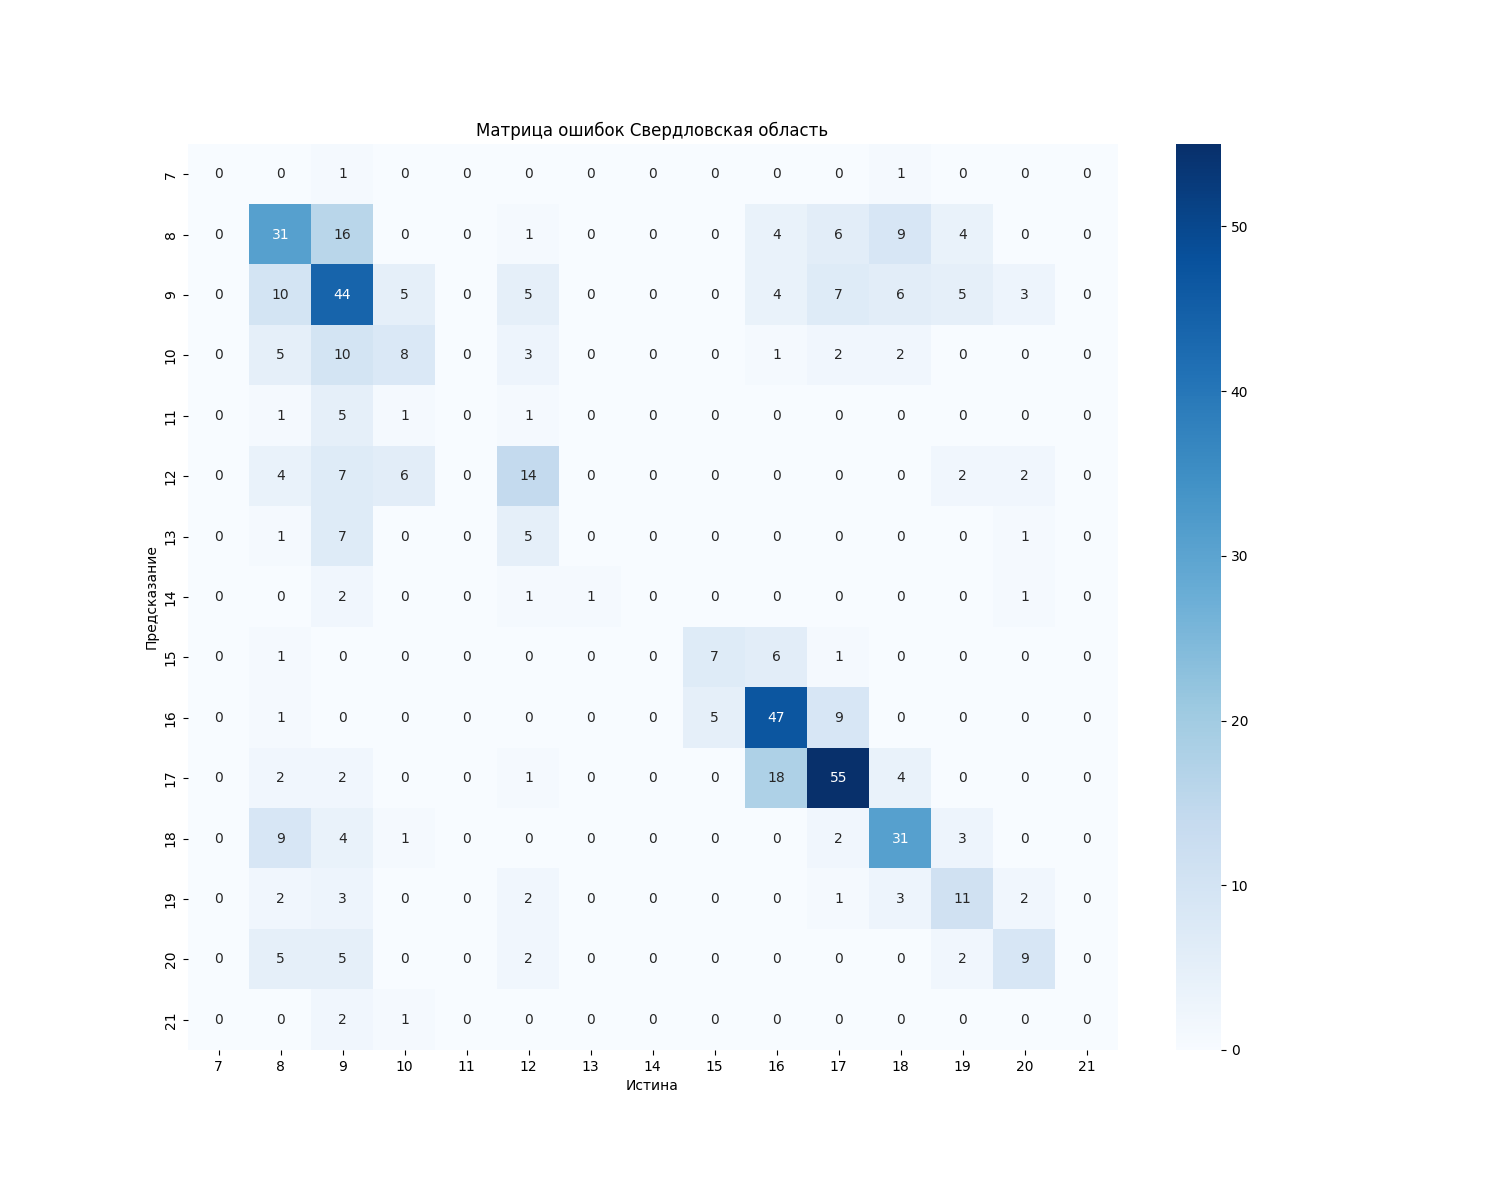 Матрица ошибок Свердловская область
7 0 0 1 0 0 0 0 0 0 0 0 1 0 0 0
8 0 31 16 0 0 1 0 0 0 4 6 9 4 0 0
9 0 10 44 5 0 5 0 0 0 4 7 6 5 3 0
10 0 5 10 8 0 3 0 0 0 1 2 2 0 0 0
11 0 1 5 1 0 1 0 0 0 0 0 0 0 0 0
12 0 4 7 6 0 14 0 0 0 0 0 0 2 2 0
13 0 1 7 0 0 5 0 0 0 0 0 0 0 1 0
14 0 0 2 0 0 1 1 0 0 0 0 0 0 1 0
15 0 1 0 0 0 0 0 0 7 6 1 0 0 0 0
16 0 1 0 0 0 0 0 0 5 47 9 0 0 0 0
17 0 2 2 0 0 1 0 0 0 18 55 4 0 0 0
18 0 9 4 1 0 0 0 0 0 0 2 31 3 0 0
19 0 2 3 0 0 2 0 0 0 0 1 3 11 2 0
20 0 5 5 0 0 2 0 0 0 0 0 0 2 9 0
21 0 0 2 1 0 0 0 0 0 0 0 0 0 0 0
7 8 9 10 11 12 13 14 15 16 17 18 19 20 21
Истина
Предсказание
50
40
30
20
10
0